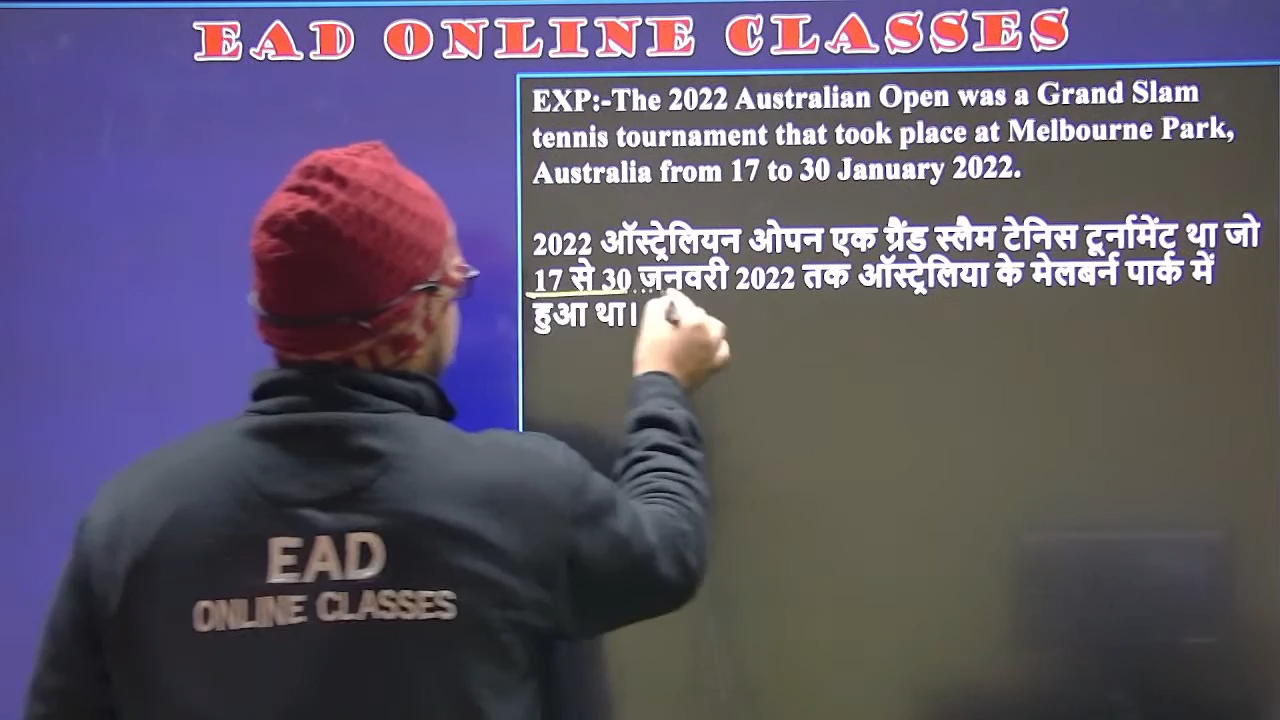 EAD ONLINE CLASSES
EXP:-The 2022 Australian Open was a Grand Slam
tennis tournament that took place at Melbourne Park,
Australia from 17 to 30 January 2022.
2022 ऑस्ट्रेलियन ओपन एक ग्रैंड स्लैम टेनिस टूर्नामेंट था जो
17 से 30 जनवरी 2022 तक ऑस्ट्रेलिया के मेलबर्न पार्क में
हुआ था।
EAD
ONLINE CLASSES